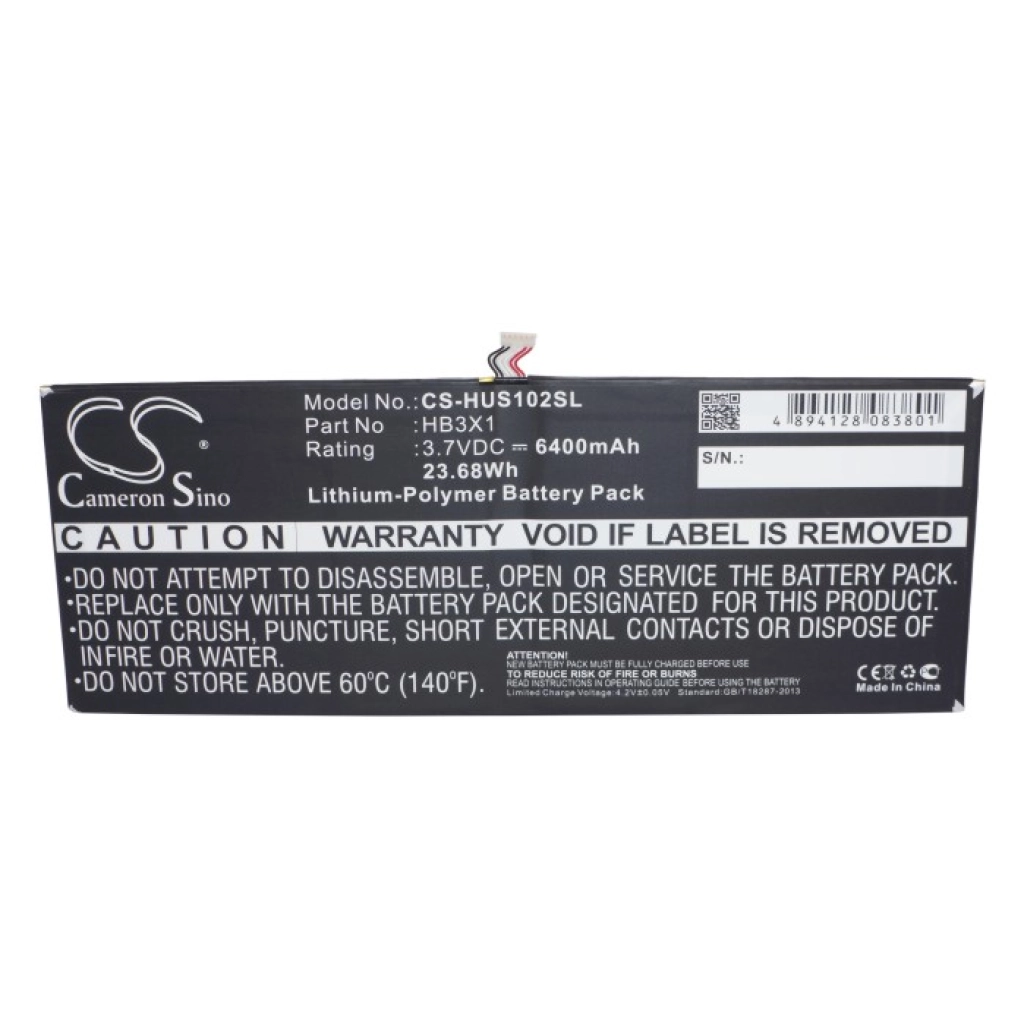 CS ®
Cameron Sino
Model No.: CS-HUS102SL
Part No : HB3X1
Rating : 3.7VDC ⎓ 6400mAh
23.68Wh
Lithium-Polymer Battery Pack
4 894128 083801
S/N.:
CAUTION WARRANTY VOID IF LABEL IS REMOVED
•DO NOT ATTEMPT TO DISASSEMBLE, OPEN OR SERVICE THE BATTERY PACK.
•REPLACE ONLY WITH THE BATTERY PACK DESIGNATED FOR THIS PRODUCT.
•DO NOT CRUSH, PUNCTURE, SHORT EXTERNAL CONTACTS OR DISPOSE OF
IN FIRE OR WATER.
•DO NOT STORE ABOVE 60°C (140°F).
ATTENTION!
NEW BATTERY PACK MUST BE FULLY CHARGED BEFORE USE
TO REDUCE RISK OF FIRE OR BURNS
READ INSTRUCTIONS IN OPERATING MANUAL BEFORE USING THE BATTERY
Limited Charge Voltage:4.2V±0.05V Standard:GB/T18287-2013
CE
Made In China